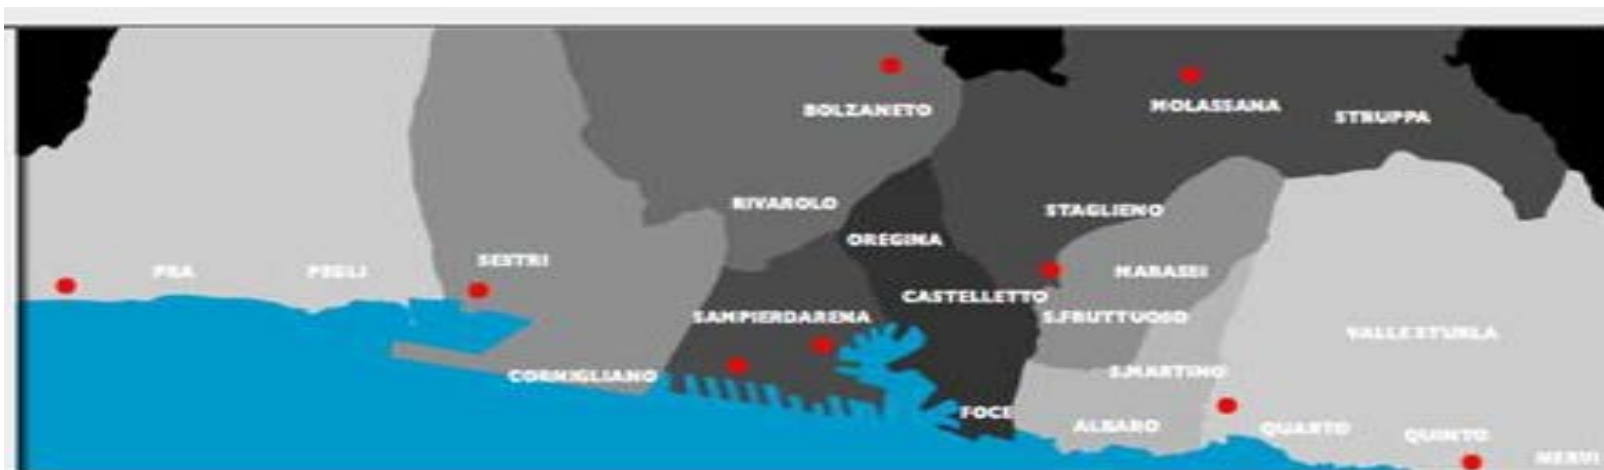 BOLZANETO
MOLASSANA
STRUPPA
RIVAROLO
STAGLIENO
OREGINA
PRA
PEGLI
SESTRI
MARASSI
CASTELLETTO
SAMPIERDARENA
S.FRUTTUOSO
VALLE STURLA
CORNIGLIANO
S.MARTINO
FOCE
ALBARO
QUARTO
QUINTO
NERVI